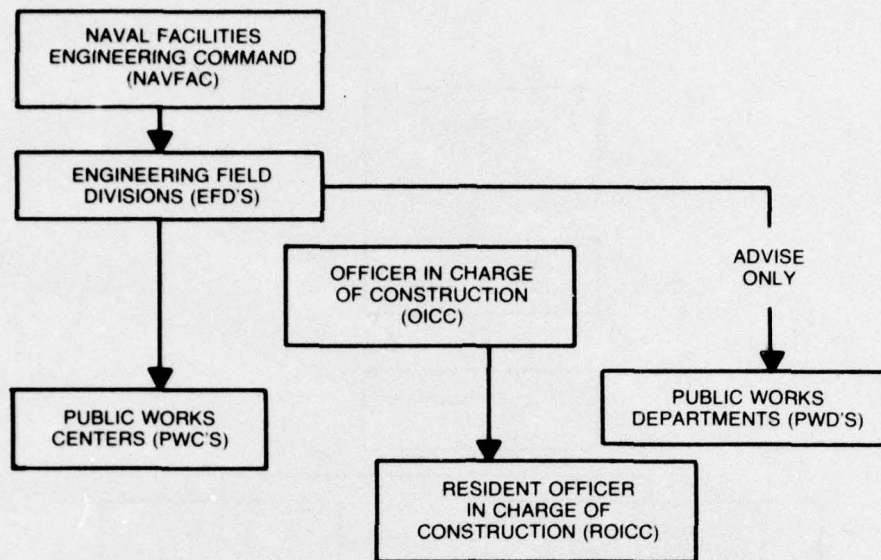 NAVAL FACILITIES
ENGINEERING COMMAND
(NAVFAC)
ENGINEERING FIELD
DIVISIONS (EFD'S)
OFFICER IN CHARGE
OF CONSTRUCTION
(OICC)
ADVISE
ONLY
PUBLIC WORKS
CENTERS (PWC'S)
PUBLIC WORKS
DEPARTMENTS (PWD'S)
RESIDENT OFFICER
IN CHARGE OF
CONSTRUCTION (ROICC)